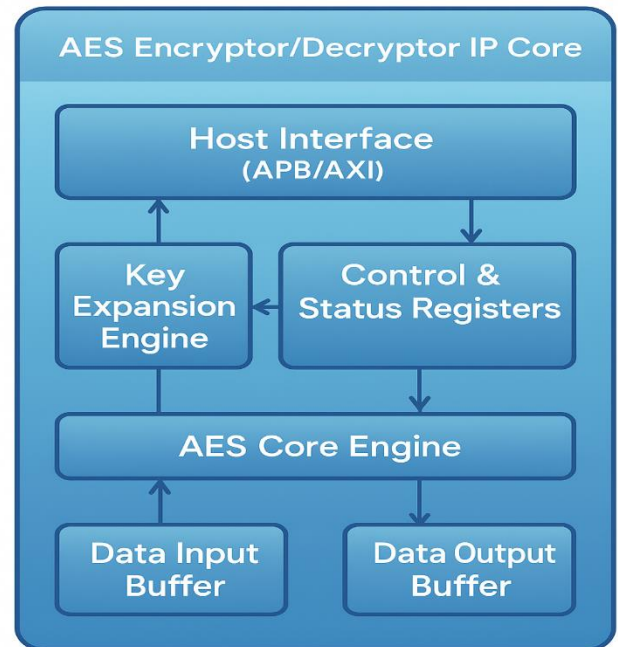 AES Encryptor/Decryptor IP Core
Host Interface
(APB/AXI)
Key
Expansion
Engine
Control &
Status Registers
AES Core Engine
Data Input
Buffer
Data Output
Buffer